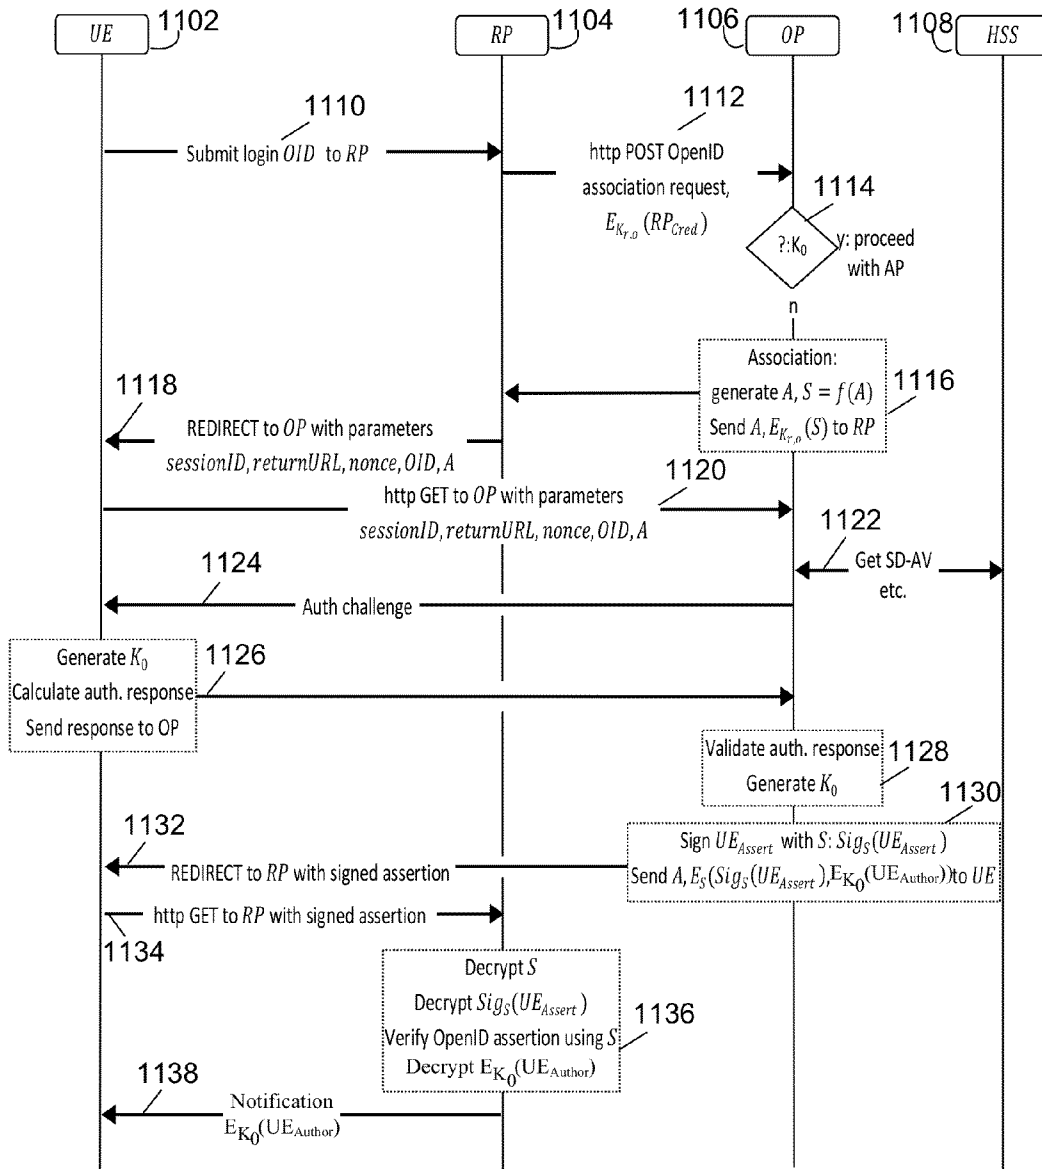 UE
1102
RP
1104
1106
OP
1108
HSS
1110
Submit login OID to RP
1112
http POST OpenID
association request,
E_{K_{r,o}}(RP_{Cred})
1114
?:K₀
y: proceed
with AP
n
Association:
generate A, S = f(A)
Send A, E_{K_{r,o}}(S) to RP
1116
1118
REDIRECT to OP with parameters
sessionID, returnURL, nonce, OID, A
1120
http GET to OP with parameters
sessionID, returnURL, nonce, OID, A
1122
Get SD-AV
etc.
1124
Auth challenge
Generate K₀
Calculate auth. response
Send response to OP
1126
Validate auth. response
Generate K₀
1128
1130
Sign UE_{Assert} with S: Sig_S(UE_{Assert})
Send A, E_S(Sig_S(UE_{Assert}), E_{K₀}(UE_{Author})) to UE
1132
REDIRECT to RP with signed assertion
http GET to RP with signed assertion
1134
Decrypt S
Decrypt Sig_S(UE_{Assert})
Verify OpenID assertion using S
Decrypt E_{K₀}(UE_{Author})
1136
1138
Notification
E_{K₀}(UE_{Author})